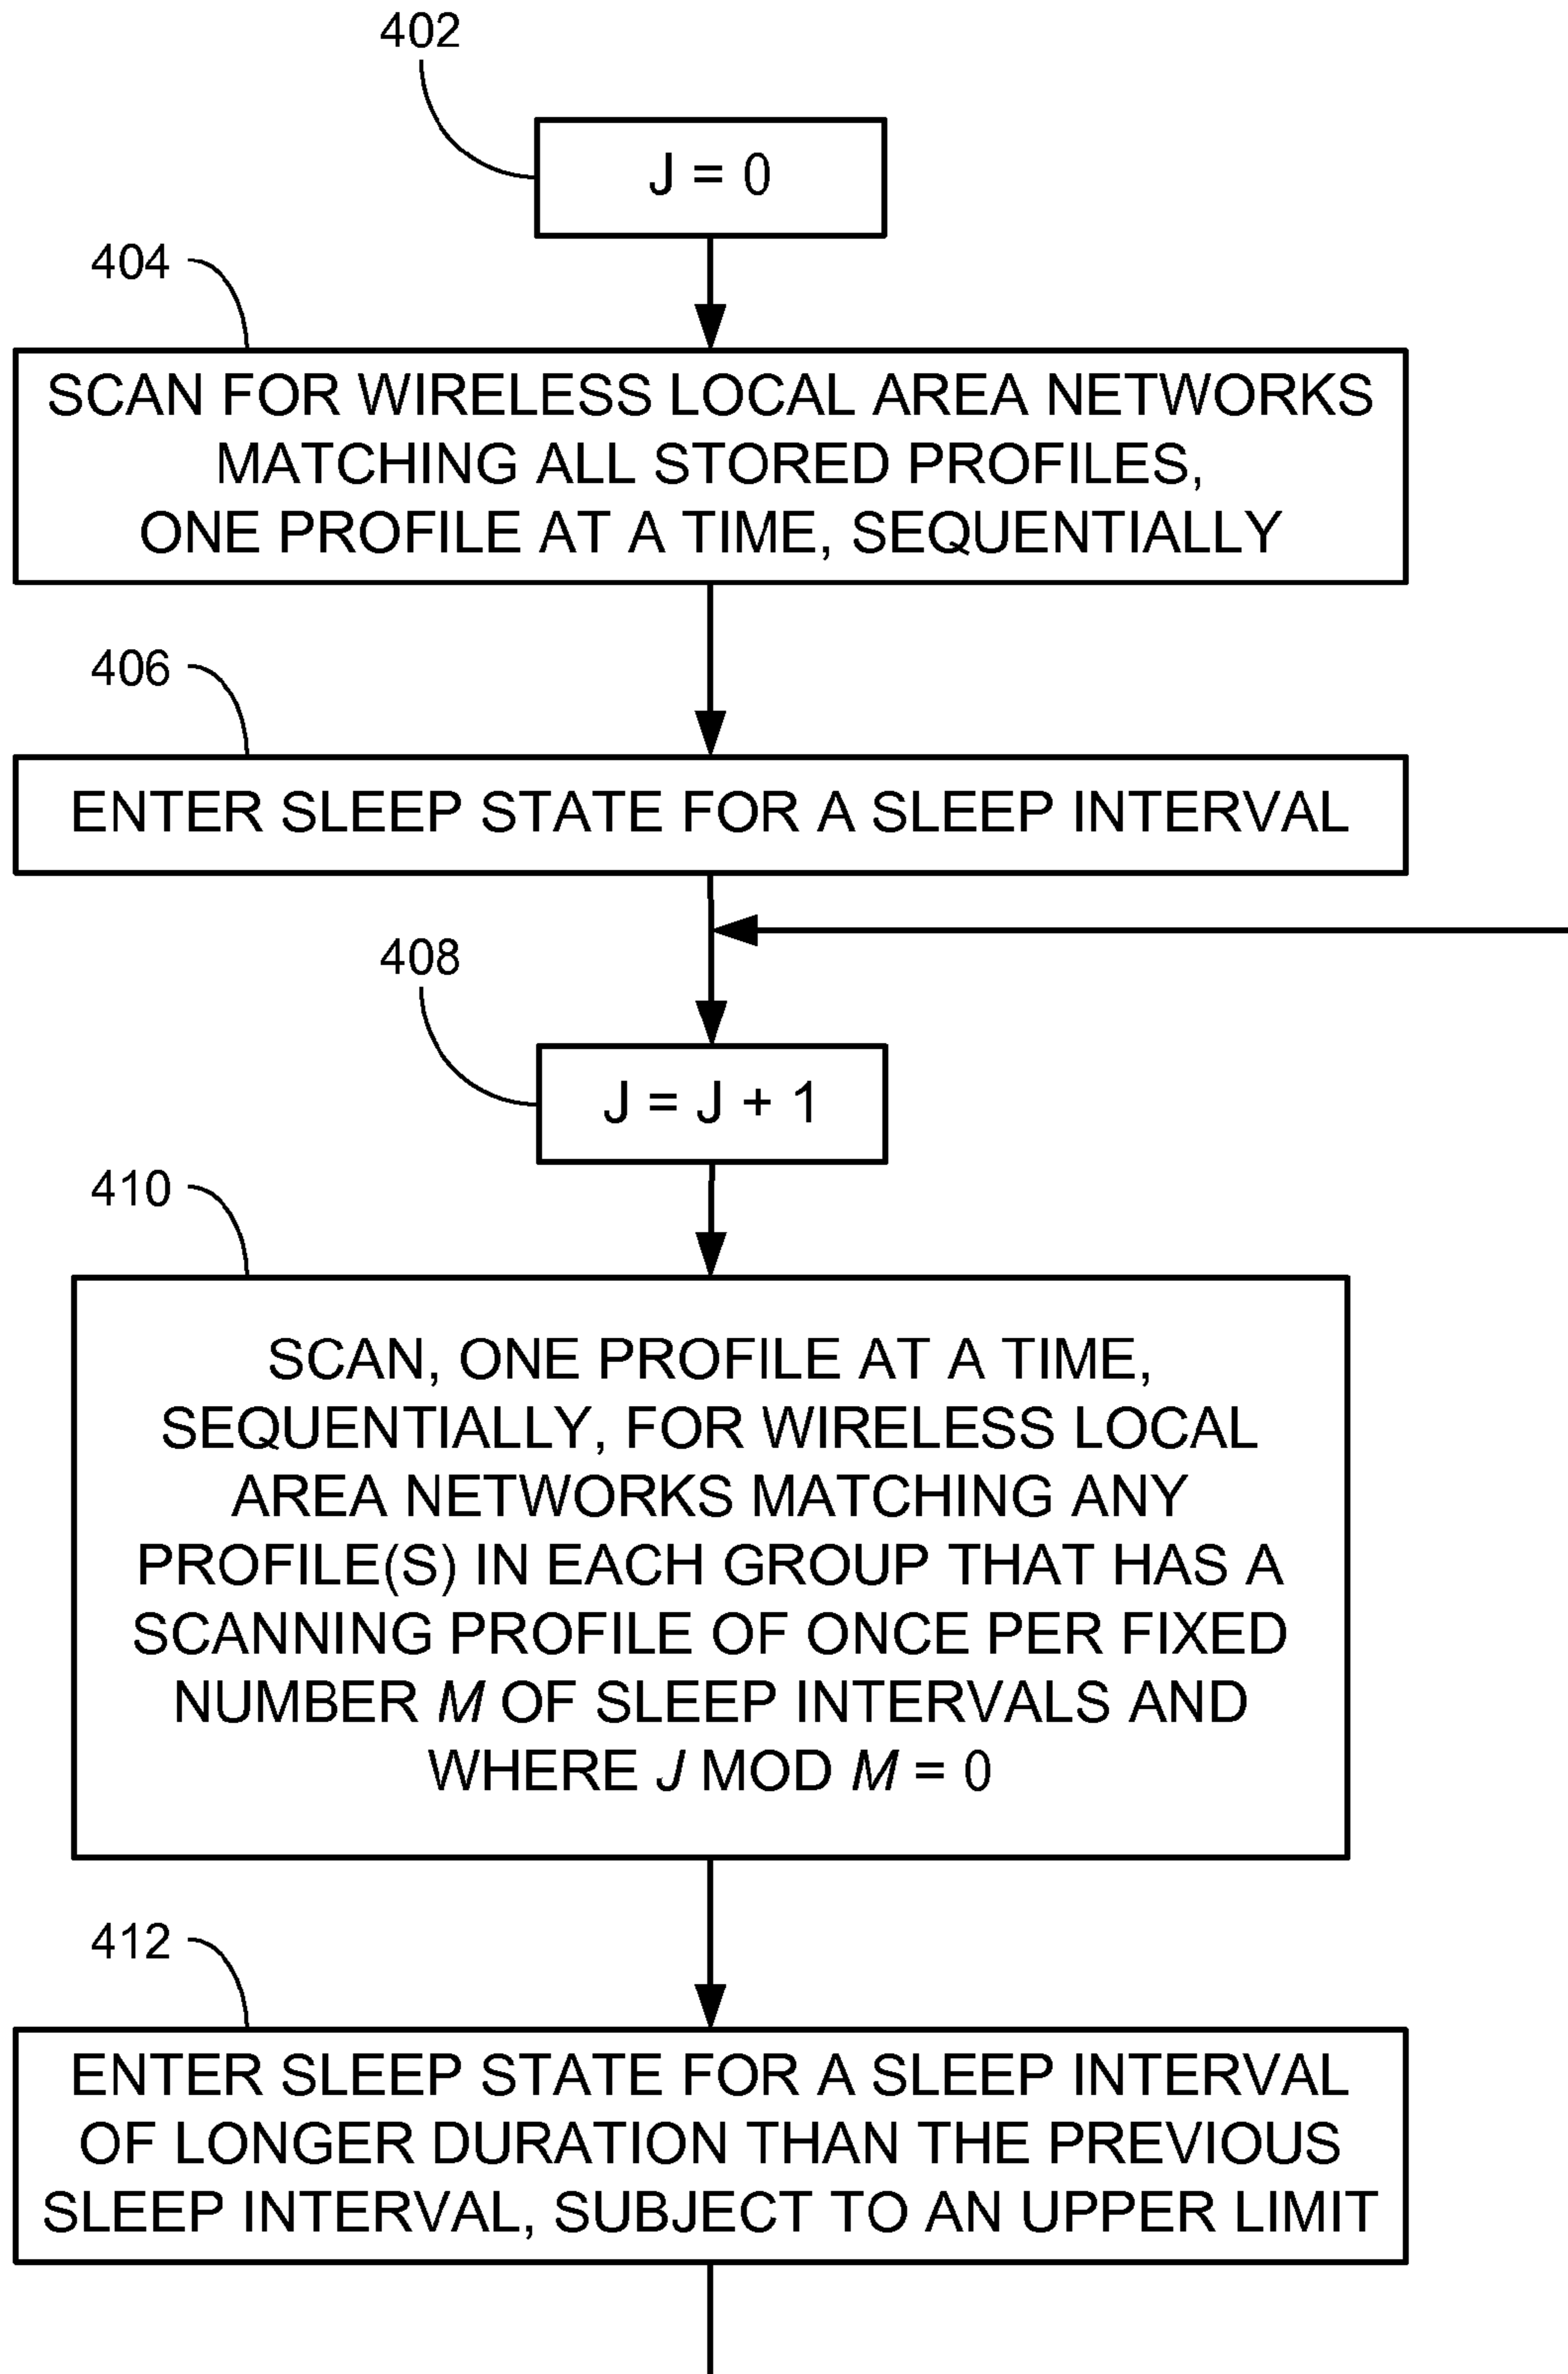 402
J = 0
404
SCAN FOR WIRELESS LOCAL AREA NETWORKS
MATCHING ALL STORED PROFILES,
ONE PROFILE AT A TIME, SEQUENTIALLY
406
ENTER SLEEP STATE FOR A SLEEP INTERVAL
408
J = J + 1
410
SCAN, ONE PROFILE AT A TIME,
SEQUENTIALLY, FOR WIRELESS LOCAL
AREA NETWORKS MATCHING ANY
PROFILE(S) IN EACH GROUP THAT HAS A
SCANNING PROFILE OF ONCE PER FIXED
NUMBER M OF SLEEP INTERVALS AND
WHERE J MOD M = 0
412
ENTER SLEEP STATE FOR A SLEEP INTERVAL
OF LONGER DURATION THAN THE PREVIOUS
SLEEP INTERVAL, SUBJECT TO AN UPPER LIMIT